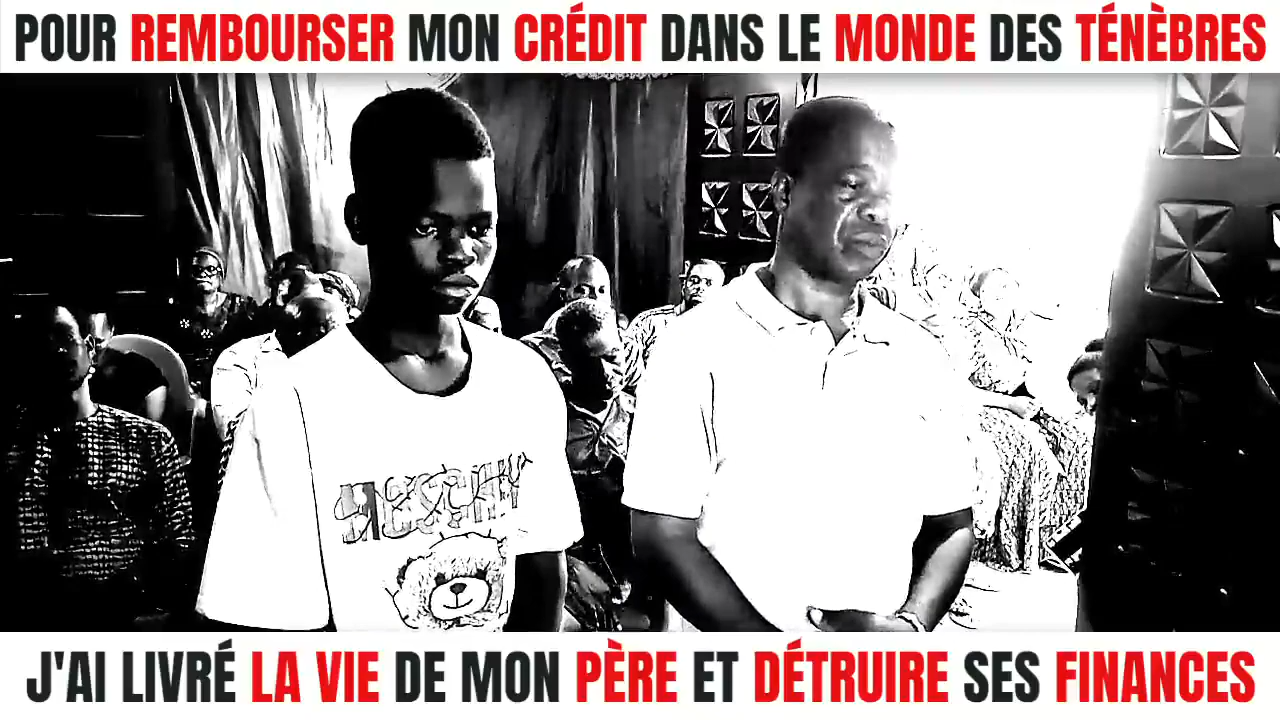 POUR REMBOURSER MON CRÉDIT DANS LE MONDE DES TÉNÈBRES
J'AI LIVRÉ LA VIE DE MON PÈRE ET DÉTRUIRE SES FINANCES